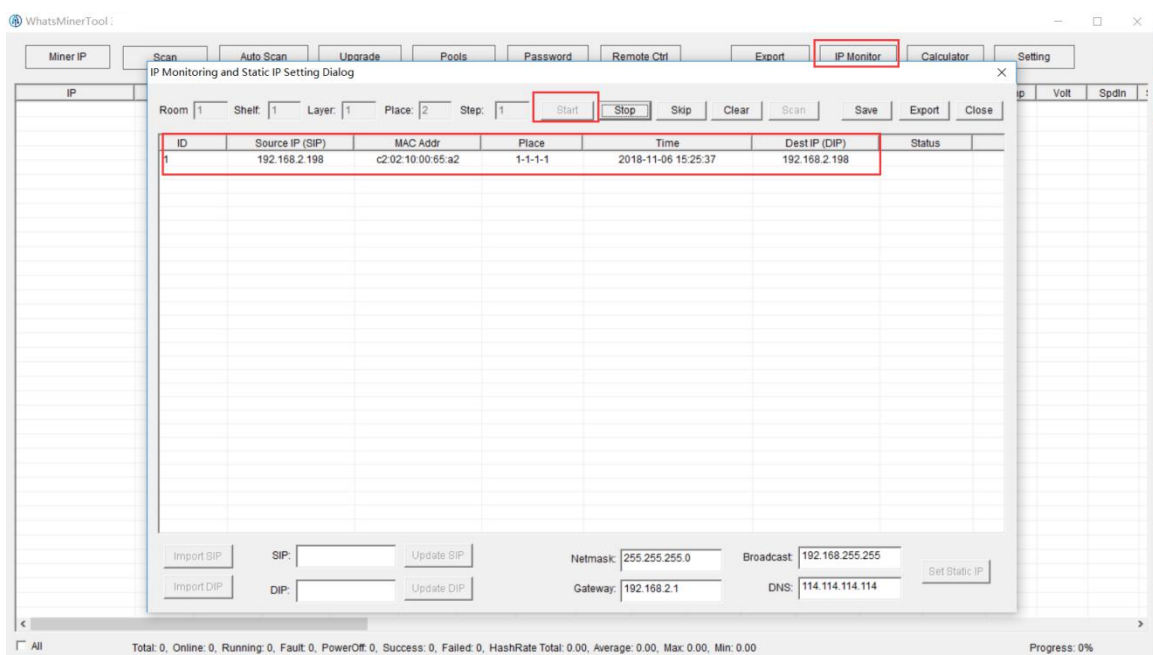 WhatsMinerTool
Miner IP Scan Auto Scan Upgrade Pools Password Remote Ctrl Export IP Monitor Calculator Setting
IP Monitoring and Static IP Setting Dialog
IP Volt SpdIn
Room 1 Shelf: 1 Layer: 1 Place: 2 Step: 1 Start Stop Skip Clear Scan Save Export Close
ID Source IP (SIP) MAC Addr Place Time Dest IP (DIP) Status
1 192.168.2.198 c2:02:10:00:65:a2 1-1-1-1 2018-11-06 15:25:37 192.168.2.198
Import SIP SIP: Update SIP Netmask: 255.255.255.0 Broadcast: 192.168.255.255
Set Static IP
Import DIP DIP: Update DIP Gateway: 192.168.2.1 DNS: 114.114.114.114
All Total: 0, Online: 0, Running: 0, Fault: 0, PowerOff: 0, Success: 0, Failed: 0, HashRate Total: 0.00, Average: 0.00, Max: 0.00, Min: 0.00 Progress: 0%